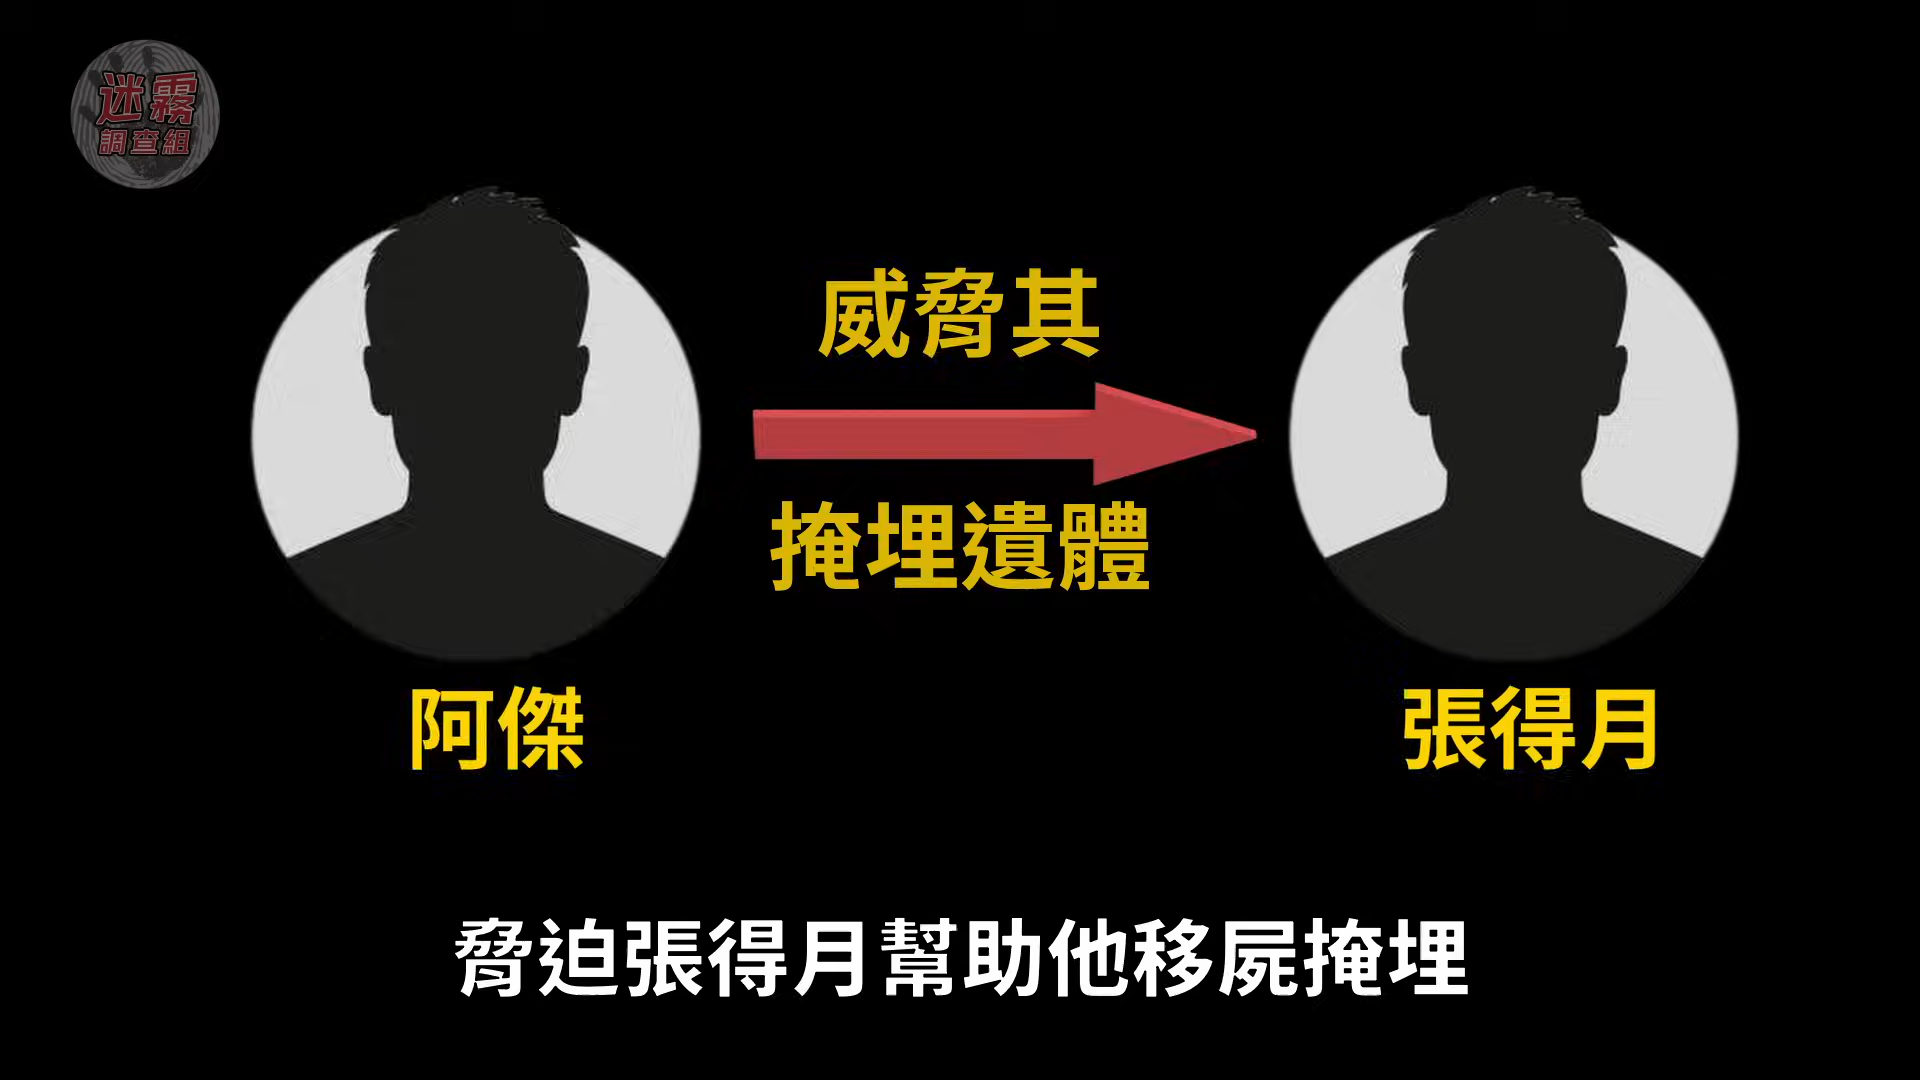 迷霧
調查組
威脅其
掩埋遺體
阿傑
張得月
脅迫張得月幫助他移屍掩埋